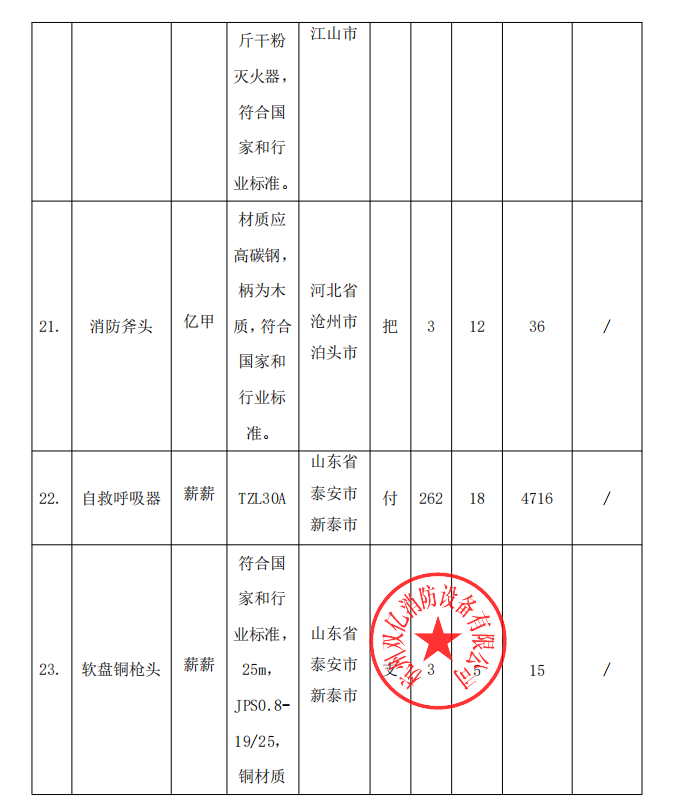 斤干粉
灭火器，
符合国
家和行
业标准。
江山市
21.
消防斧头
亿甲
材质应
高碳钢，
柄为木
质，符合
国家和
行业标
准。
河北省
沧州市
泊头市
把
3
12
36
/
22.
自救呼吸器
薪薪
TZL30A
山东省
泰安市
新泰市
付
262
18
4716
/
23.
软盘铜枪头
薪薪
符合国
家和行
业标准，
25m，
JPS0.8-
19/25，
铜材质
山东省
泰安市
新泰市
支
3
5
15
/
杭州双亿消防设备有限公司